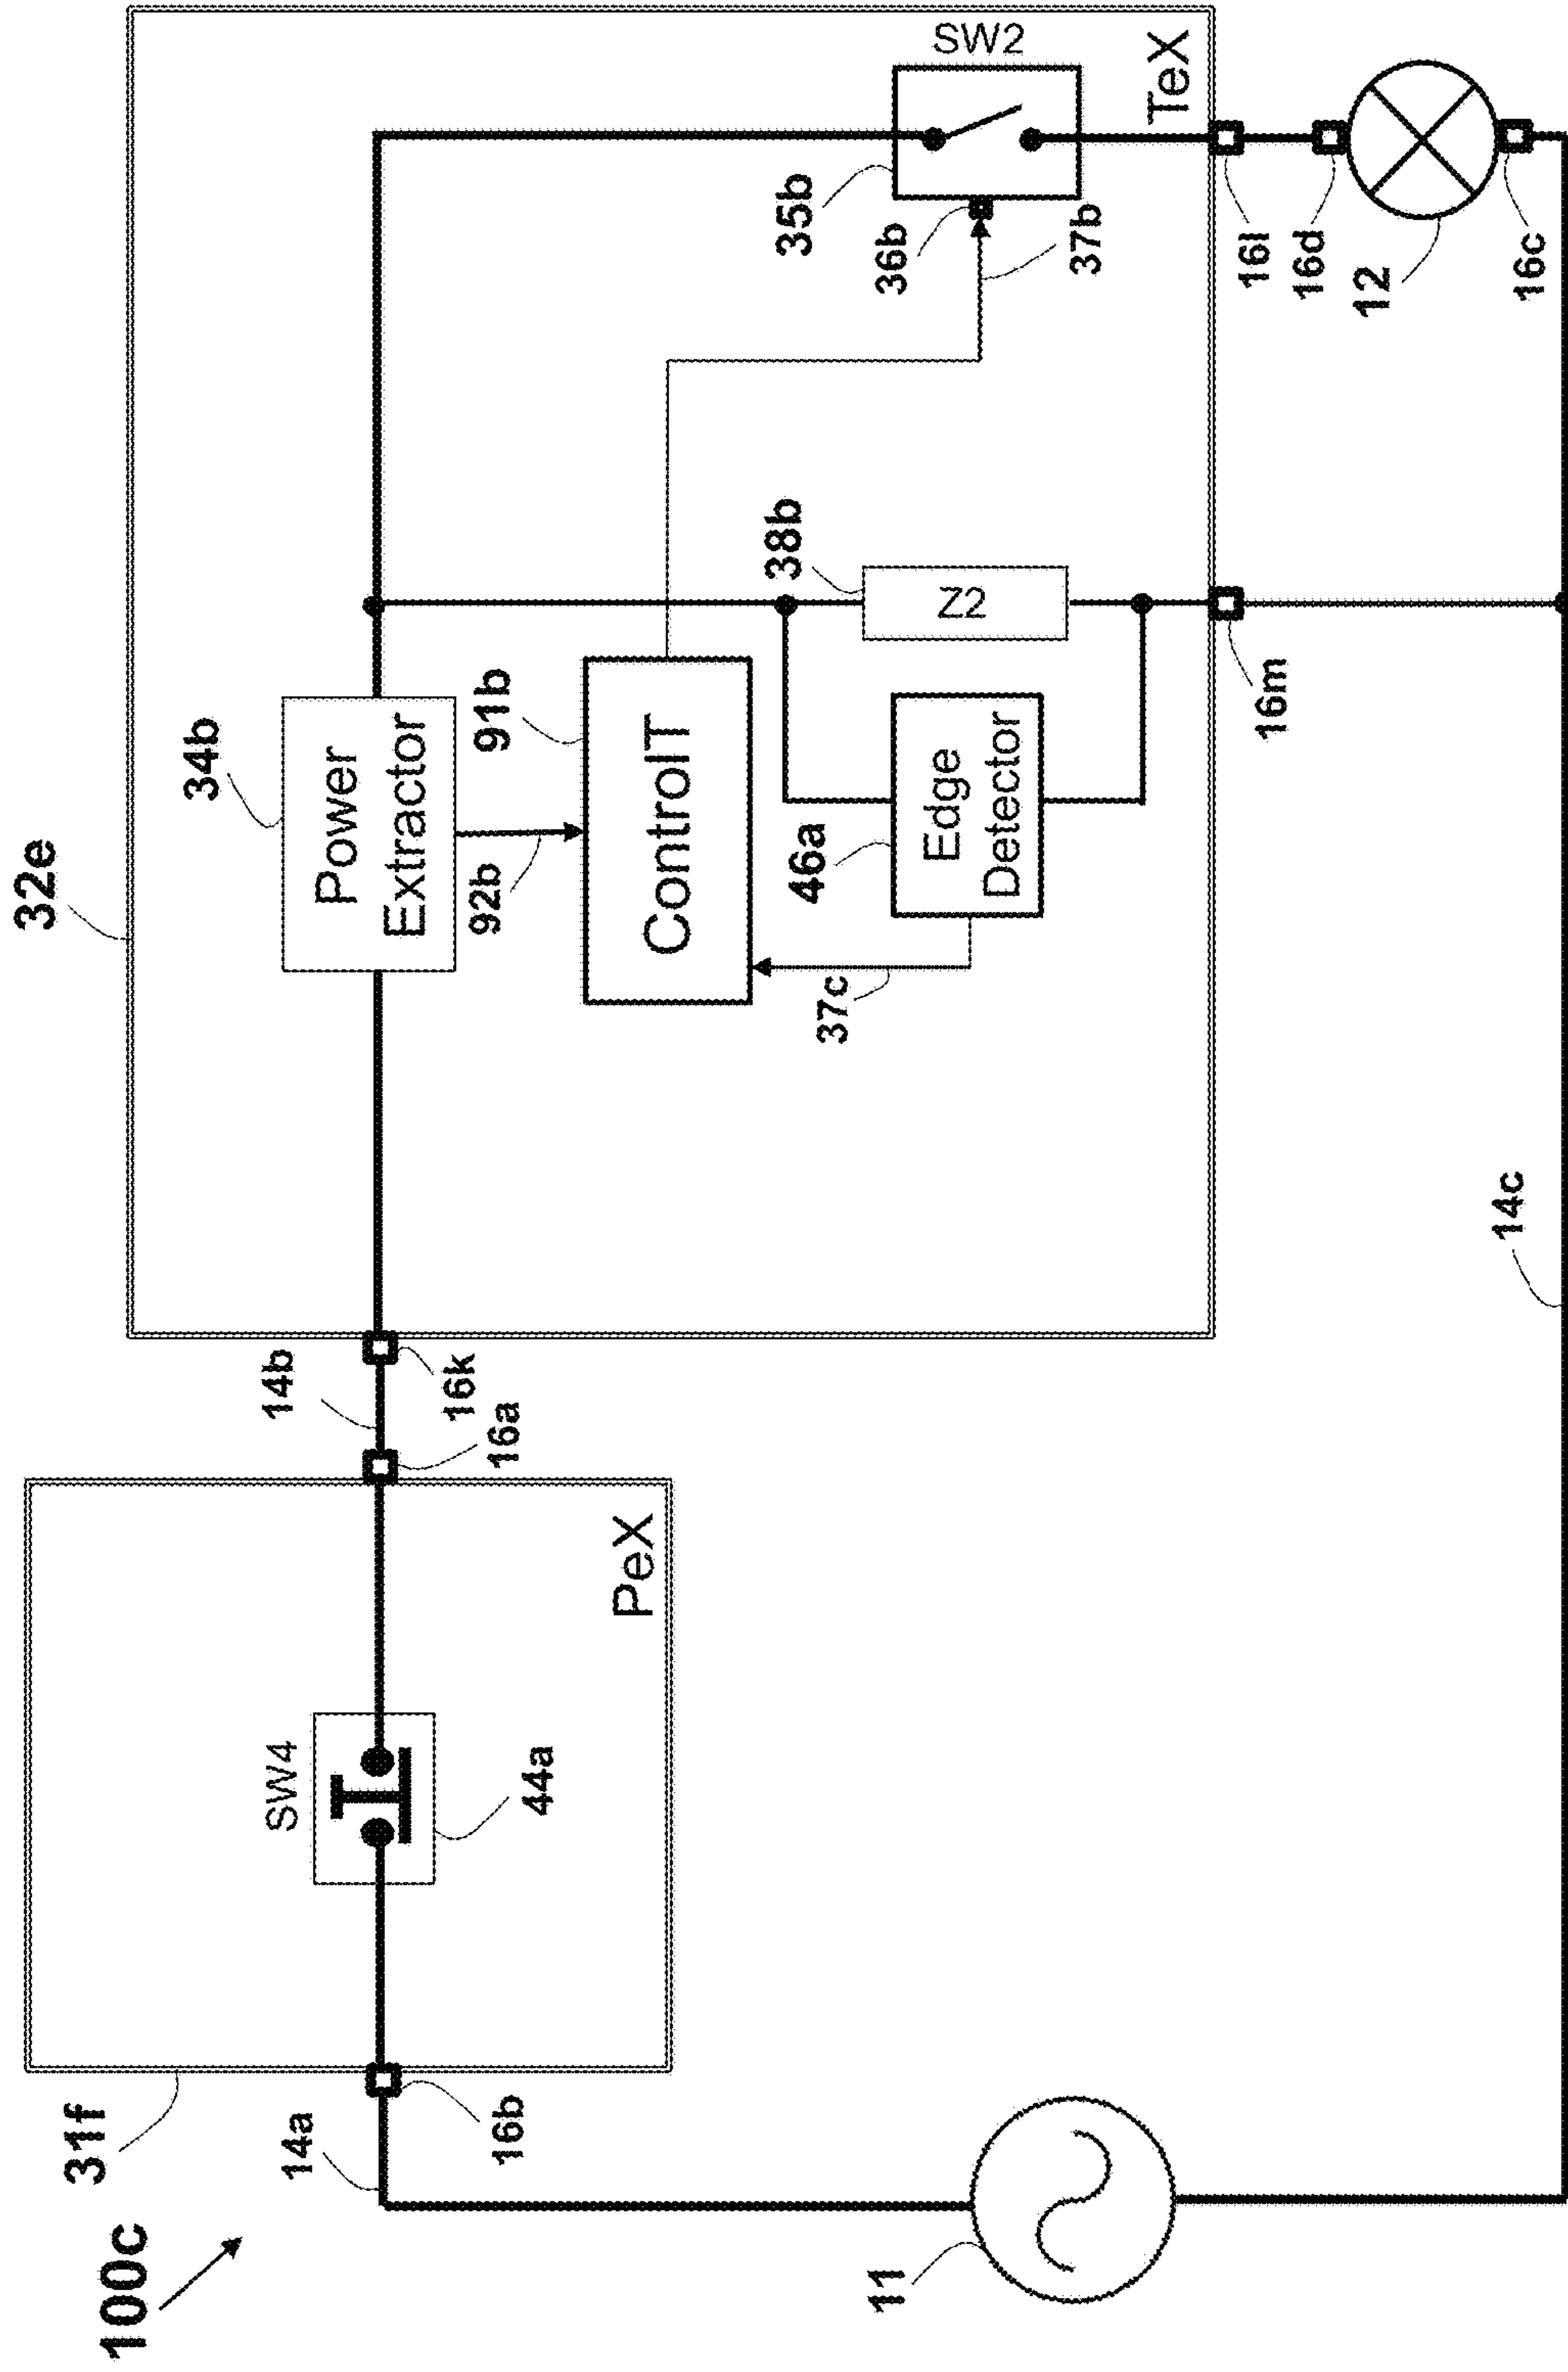 100c
31f
32e
SW4
44a
PeX
14a
16b
16a
14b
16k
34b
Power
Extractor
92b
91b
ControlT
37c
46a
Edge
Detector
38b
Z2
35b
36b
37b
SW2
TeX
16m
16l
16d
12
16c
11
14c